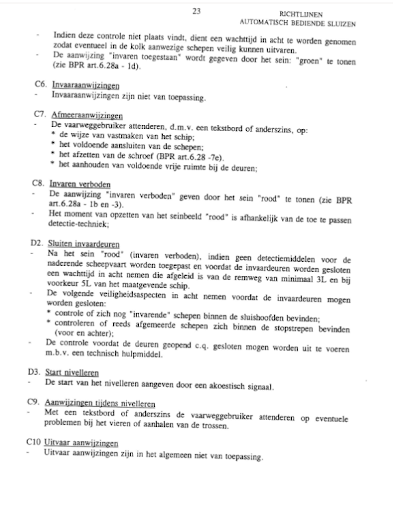 23
RICHTLIJNEN
AUTOMATISCH BEDIENDE SLUIZEN
- Indien deze controle niet plaats vindt, dient een wachttijd in acht te worden genomen
zodat eventueel in de kolk aanwezige schepen veilig kunnen uitvaren.
- De aanwijzing "invaren toegestaan" wordt gegeven door het sein: "groen" te tonen
(zie BPR art.6.28a - 1d).
C6. Invaaraanwijzingen
- Invaaraanwijzingen zijn niet van toepassing.
C7. Afmeeraanwijzingen
- De vaarweggebruiker attenderen, d.m.v. een tekstbord of anderszins, op:
* de wijze van vastmaken van het schip;
* het voldoende aansluiten van de schepen;
* het afzetten van de schroef (BPR art.6.28 -7e).
* het aanhouden van voldoende vrije ruimte bij de deuren;
C8. Invaren verboden
- De aanwijzing "invaren verboden" geven door het sein "rood" te tonen (zie BPR
art.6.28a - 1b en -3).
- Het moment van opzetten van het seinbeeld "rood" is afhankelijk van de toe te passen
detectie-techniek;
D2. Sluiten invaardeuren
- Na het sein "rood" (invaren verboden), indien geen detectiemiddelen voor de
naderende scheepvaart worden toegepast en voordat de invaardeuren worden gesloten
een wachttijd in acht nemen die afgeleid is van de remweg van minimaal 3L en bij
voorkeur 5L van het maatgevende schip.
- De volgende veiligheidsaspecten in acht nemen voordat de invaardeuren mogen
worden gesloten:
* controle of zich nog "invarende" schepen binnen de sluishoofden bevinden;
* controleren of reeds afgemeerde schepen zich binnen de stopstrepen bevinden
(voor en achter);
- De controle voordat de deuren geopend c.q. gesloten mogen worden uit te voeren
m.b.v. een technisch hulpmiddel.
D3. Start nivelleren
- De start van het nivelleren aangeven door een akoestisch signaal.
C9. Aanwijzingen tijdens nivelleren
- Met een tekstbord of anderszins de vaarweggebruiker attenderen op eventuele
problemen bij het vieren of aanhalen van de trossen.
C10 Uitvaar aanwijzingen
- Uitvaar aanwijzingen zijn in het algemeen niet van toepassing.